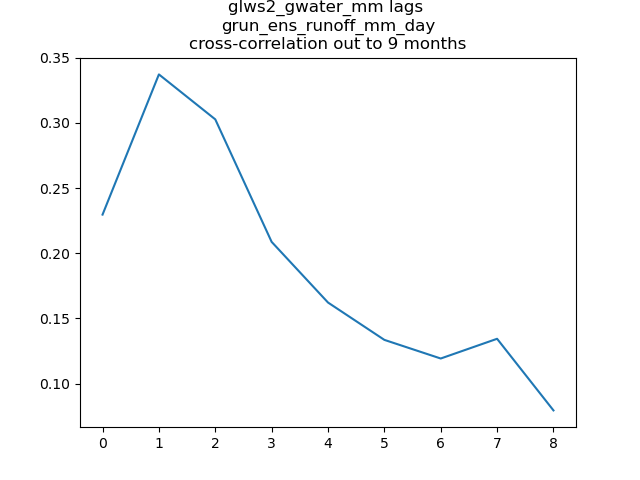 glws2_gwater_mm lags
grun_ens_runoff_mm_day
cross-correlation out to 9 months
0.35
0.30
0.25
0.20
0.15
0.10
0 1 2 3 4 5 6 7 8